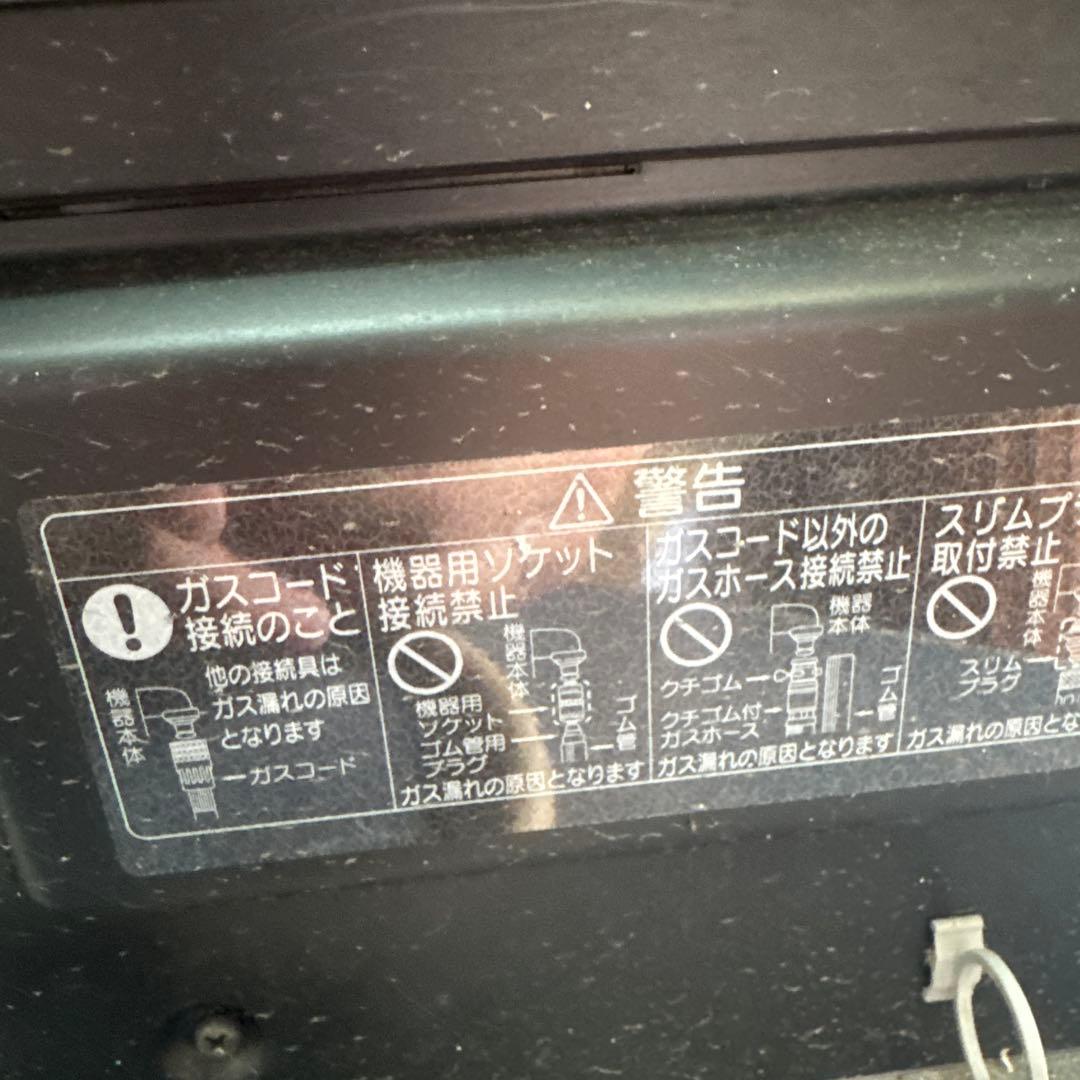 警告
ガスコード
接続のこと
他の接続具は
ガス漏れの原因
となります
機器本体
ガスコード
機器用ソケット
接続禁止
機器本体
機器用
ソケット
ゴム管用
プラグ
ゴム管
ガス漏れの原因となります
ガスコード以外の
ガスホース接続禁止
機器
本体
クチゴム
クチゴム付
ガスホース
ゴム管
ガス漏れの原因となります
スリムプ
取付禁止
機器本体
スリム
プラグ
ガス漏れの原因とな